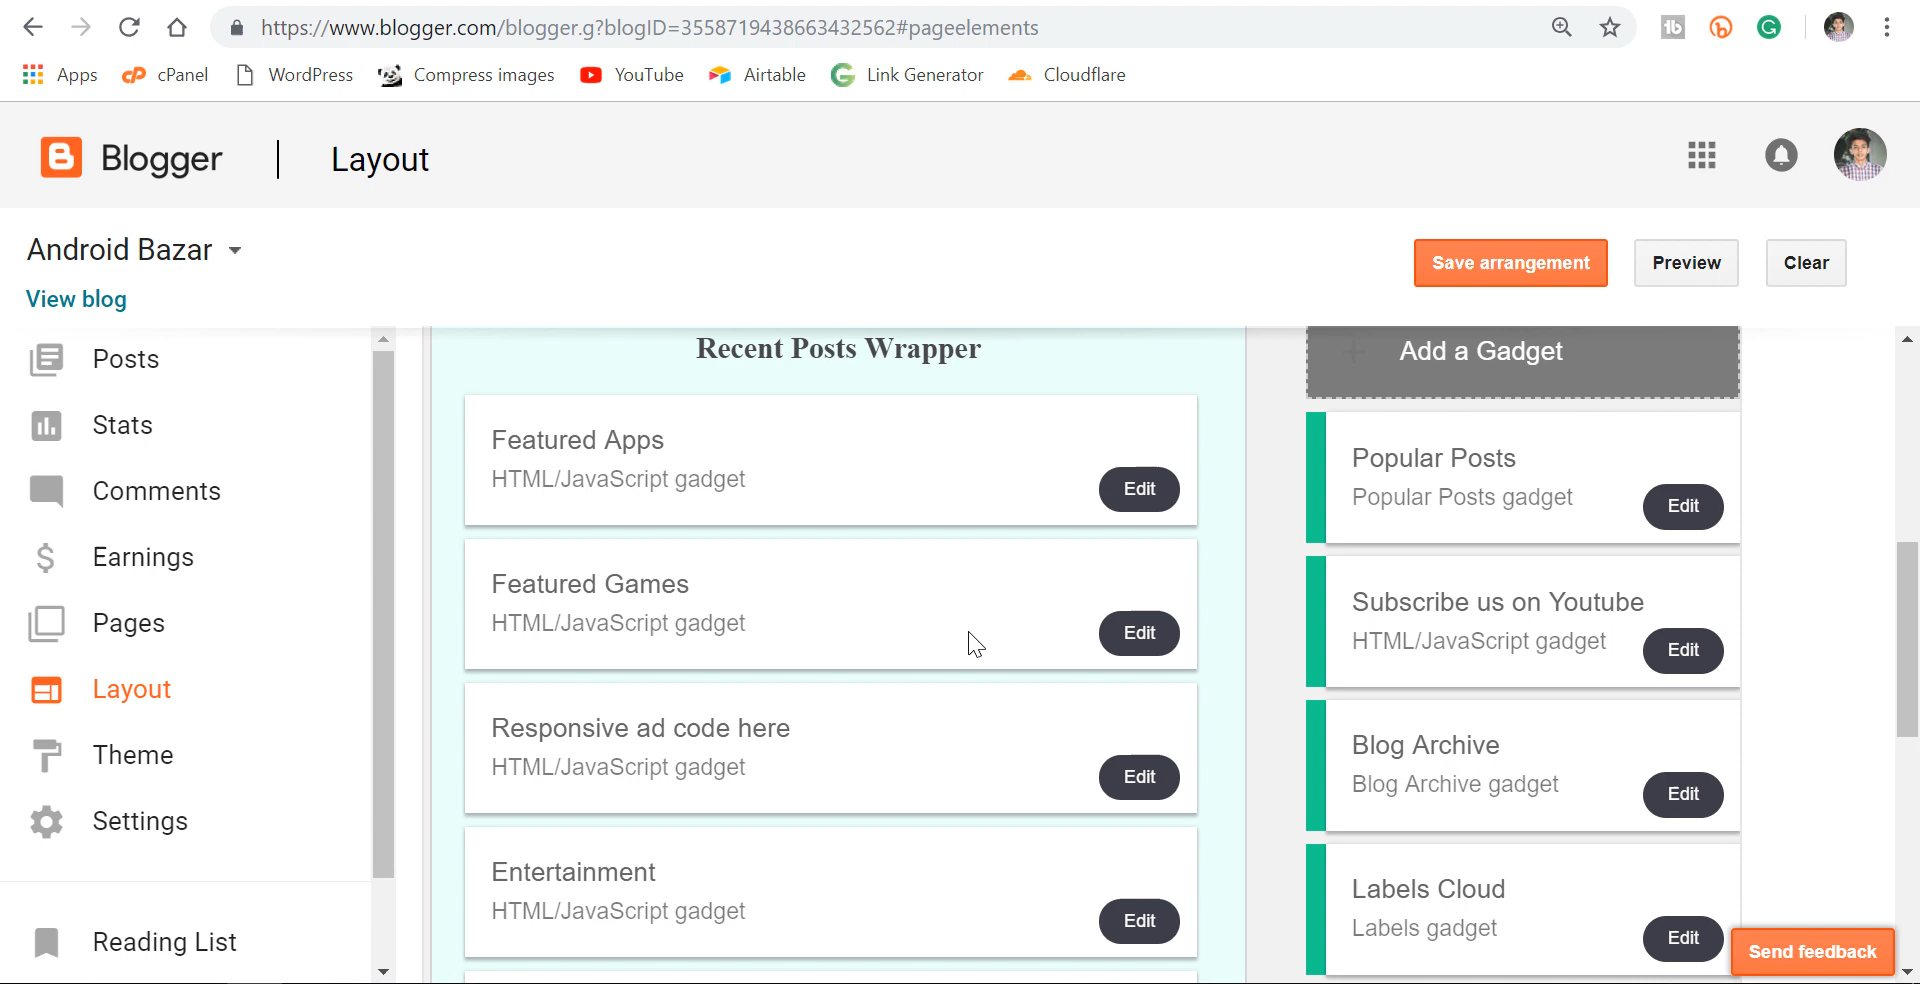 https://www.blogger.com/blogger.g?blogID=3558719438663432562#pageelements
Apps cPanel WordPress Compress images YouTube Airtable Link Generator Cloudflare
Blogger | Layout
Android Bazar
Save arrangement Preview Clear
View blog
Posts
Stats
Comments
Earnings
Pages
Layout
Theme
Settings
Reading List
Recent Posts Wrapper
Featured Apps
HTML/JavaScript gadget
Edit
Featured Games
HTML/JavaScript gadget
Edit
Responsive ad code here
HTML/JavaScript gadget
Edit
Entertainment
HTML/JavaScript gadget
Edit
Add a Gadget
Popular Posts
Popular Posts gadget
Edit
Subscribe us on Youtube
HTML/JavaScript gadget
Edit
Blog Archive
Blog Archive gadget
Edit
Labels Cloud
Labels gadget
Edit
Send feedback